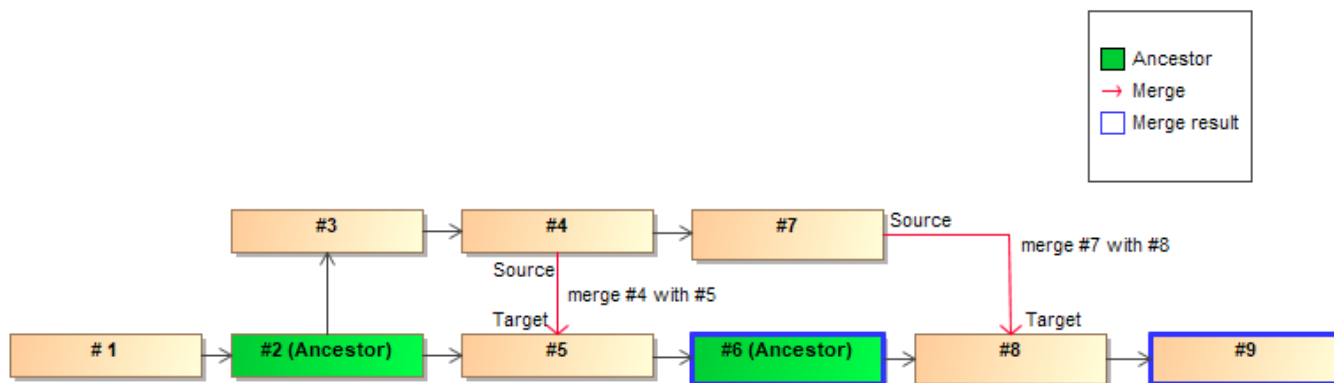 Ancestor
Merge
Merge result
#3
#4
#7
Source
merge #7 with #8
Source
merge #4 with #5
Target
Target
# 1
#2 (Ancestor)
#5
#6 (Ancestor)
#8
#9